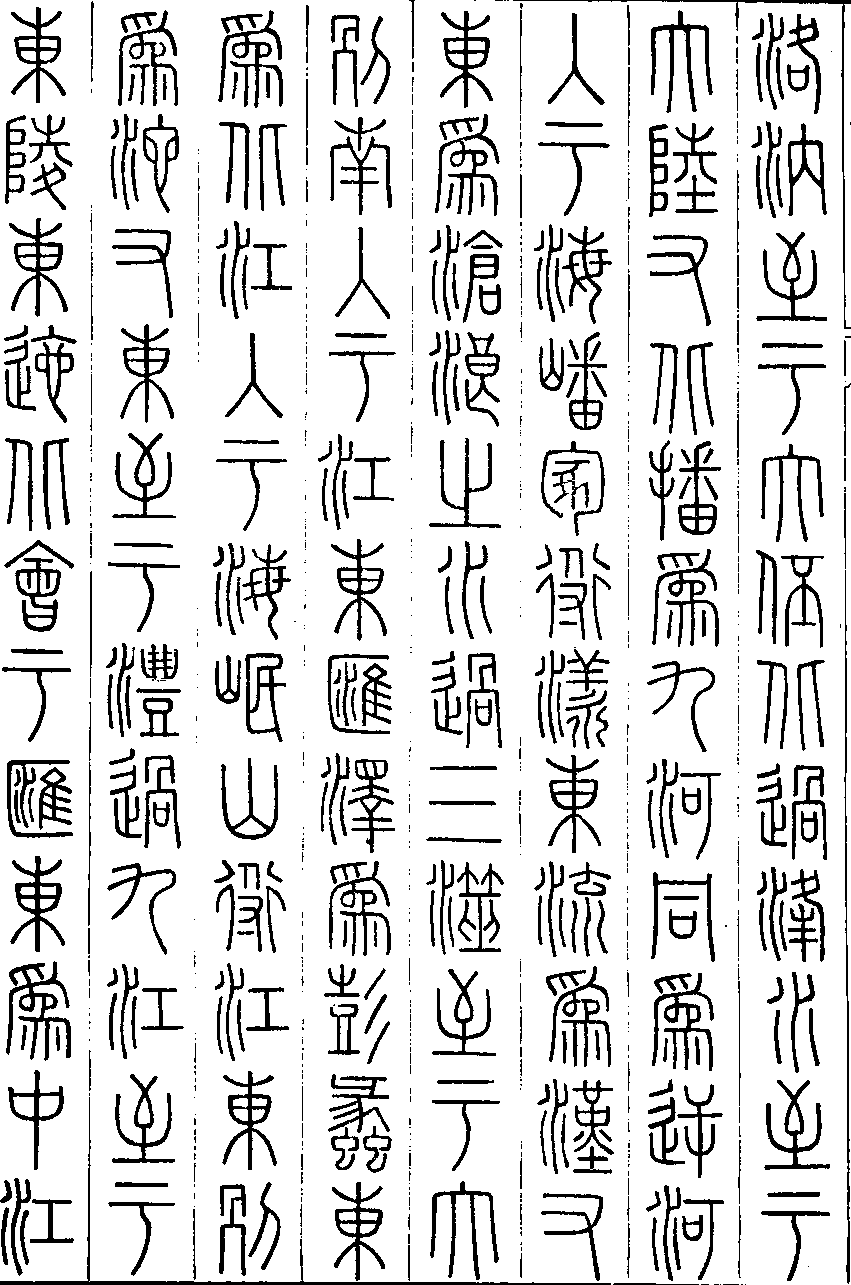 洛汭至于大伾北過洚水至于
大陸又北播爲九河同爲逆河
入于海嶓冢導漾東流爲漢又
東爲滄浪之水過三澨至于大
別南入于江東匯澤爲彭蠡東
爲北江入于海岷山導江東別
爲沱又東至于澧過九江至于
東陵東迆北會于匯東爲中江